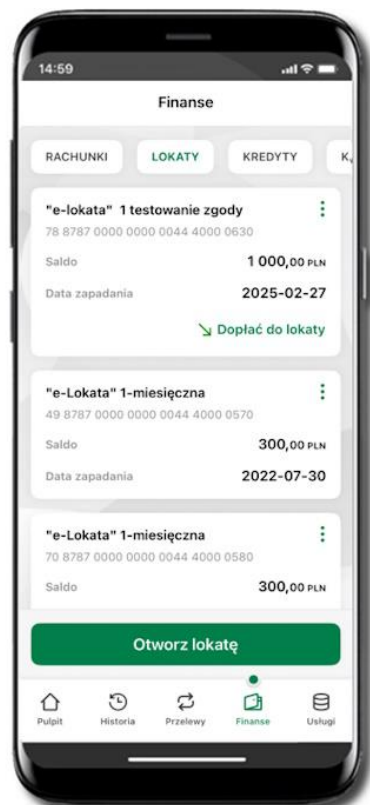 14:59
Finanse
RACHUNKI LOKATY KREDYTY
"e-lokata" 1 testowanie zgody
78 8787 0000 0000 0044 4000 0630
Saldo 1 000,00 PLN
Data zapadania 2025-02-27
Dopłać do lokaty
"e-Lokata" 1-miesięczna
49 8787 0000 0000 0044 4000 0570
Saldo 300,00 PLN
Data zapadania 2022-07-30
"e-Lokata" 1-miesięczna
70 8787 0000 0000 0044 4000 0580
Saldo 300,00 PLN
Otworz lokatę
Pulpit Historia Przelewy Finanse Usługi